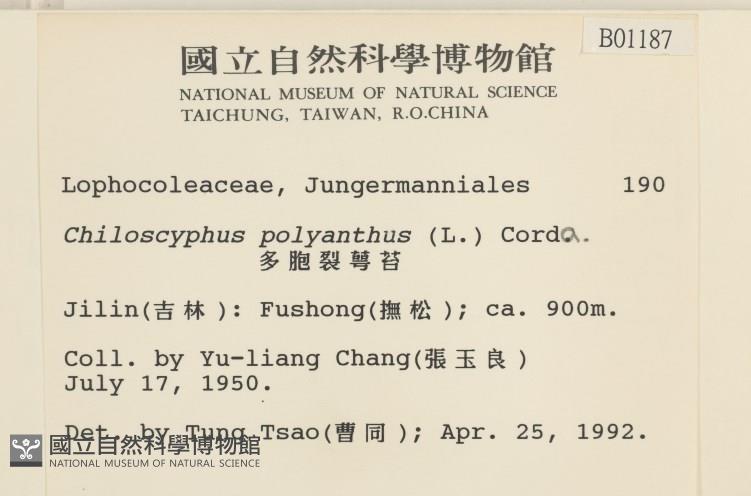 B01187
國立自然科學博物館
NATIONAL MUSEUM OF NATURAL SCIENCE
TAICHUNG, TAIWAN, R.O.CHINA
Lophocoleaceae, Jungermanniales 190
Chiloscyphus polyanthus (L.) Corda.
多胞裂萼苔
Jilin(吉林): Fushong(撫松); ca. 900m.
Coll. by Yu-liang Chang(張玉良)
July 17, 1950.
Det. by Tung Tsao(曹同); Apr. 25, 1992.
國立自然科學博物館
NATIONAL MUSEUM OF NATURAL SCIENCE